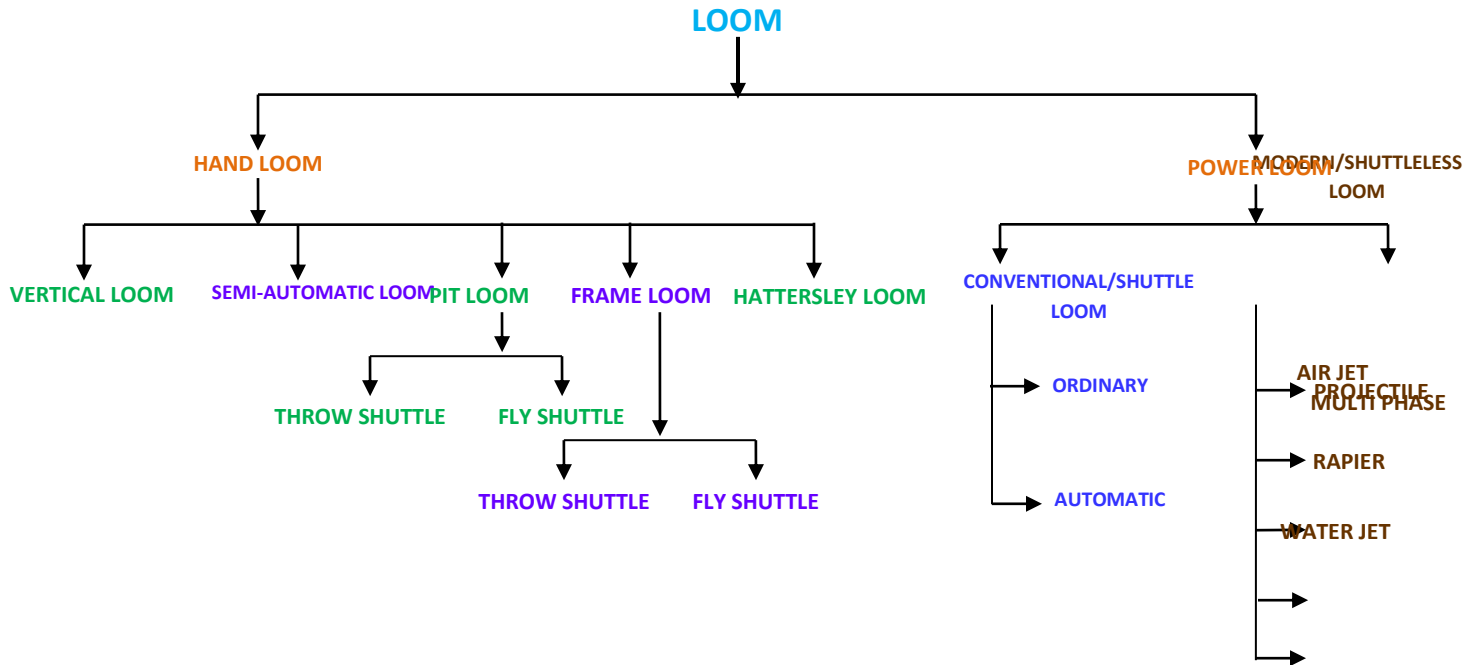 LOOM
HAND LOOM
POWER LOOM
MODERN/SHUTTLELESS
LOOM
VERTICAL LOOM
SEMI-AUTOMATIC LOOM
PIT LOOM
FRAME LOOM
HATTERSLEY LOOM
CONVENTIONAL/SHUTTLE
LOOM
THROW SHUTTLE
FLY SHUTTLE
THROW SHUTTLE
FLY SHUTTLE
ORDINARY
AUTOMATIC
AIR JET
PROJECTILE
MULTI PHASE
RAPIER
WATER JET